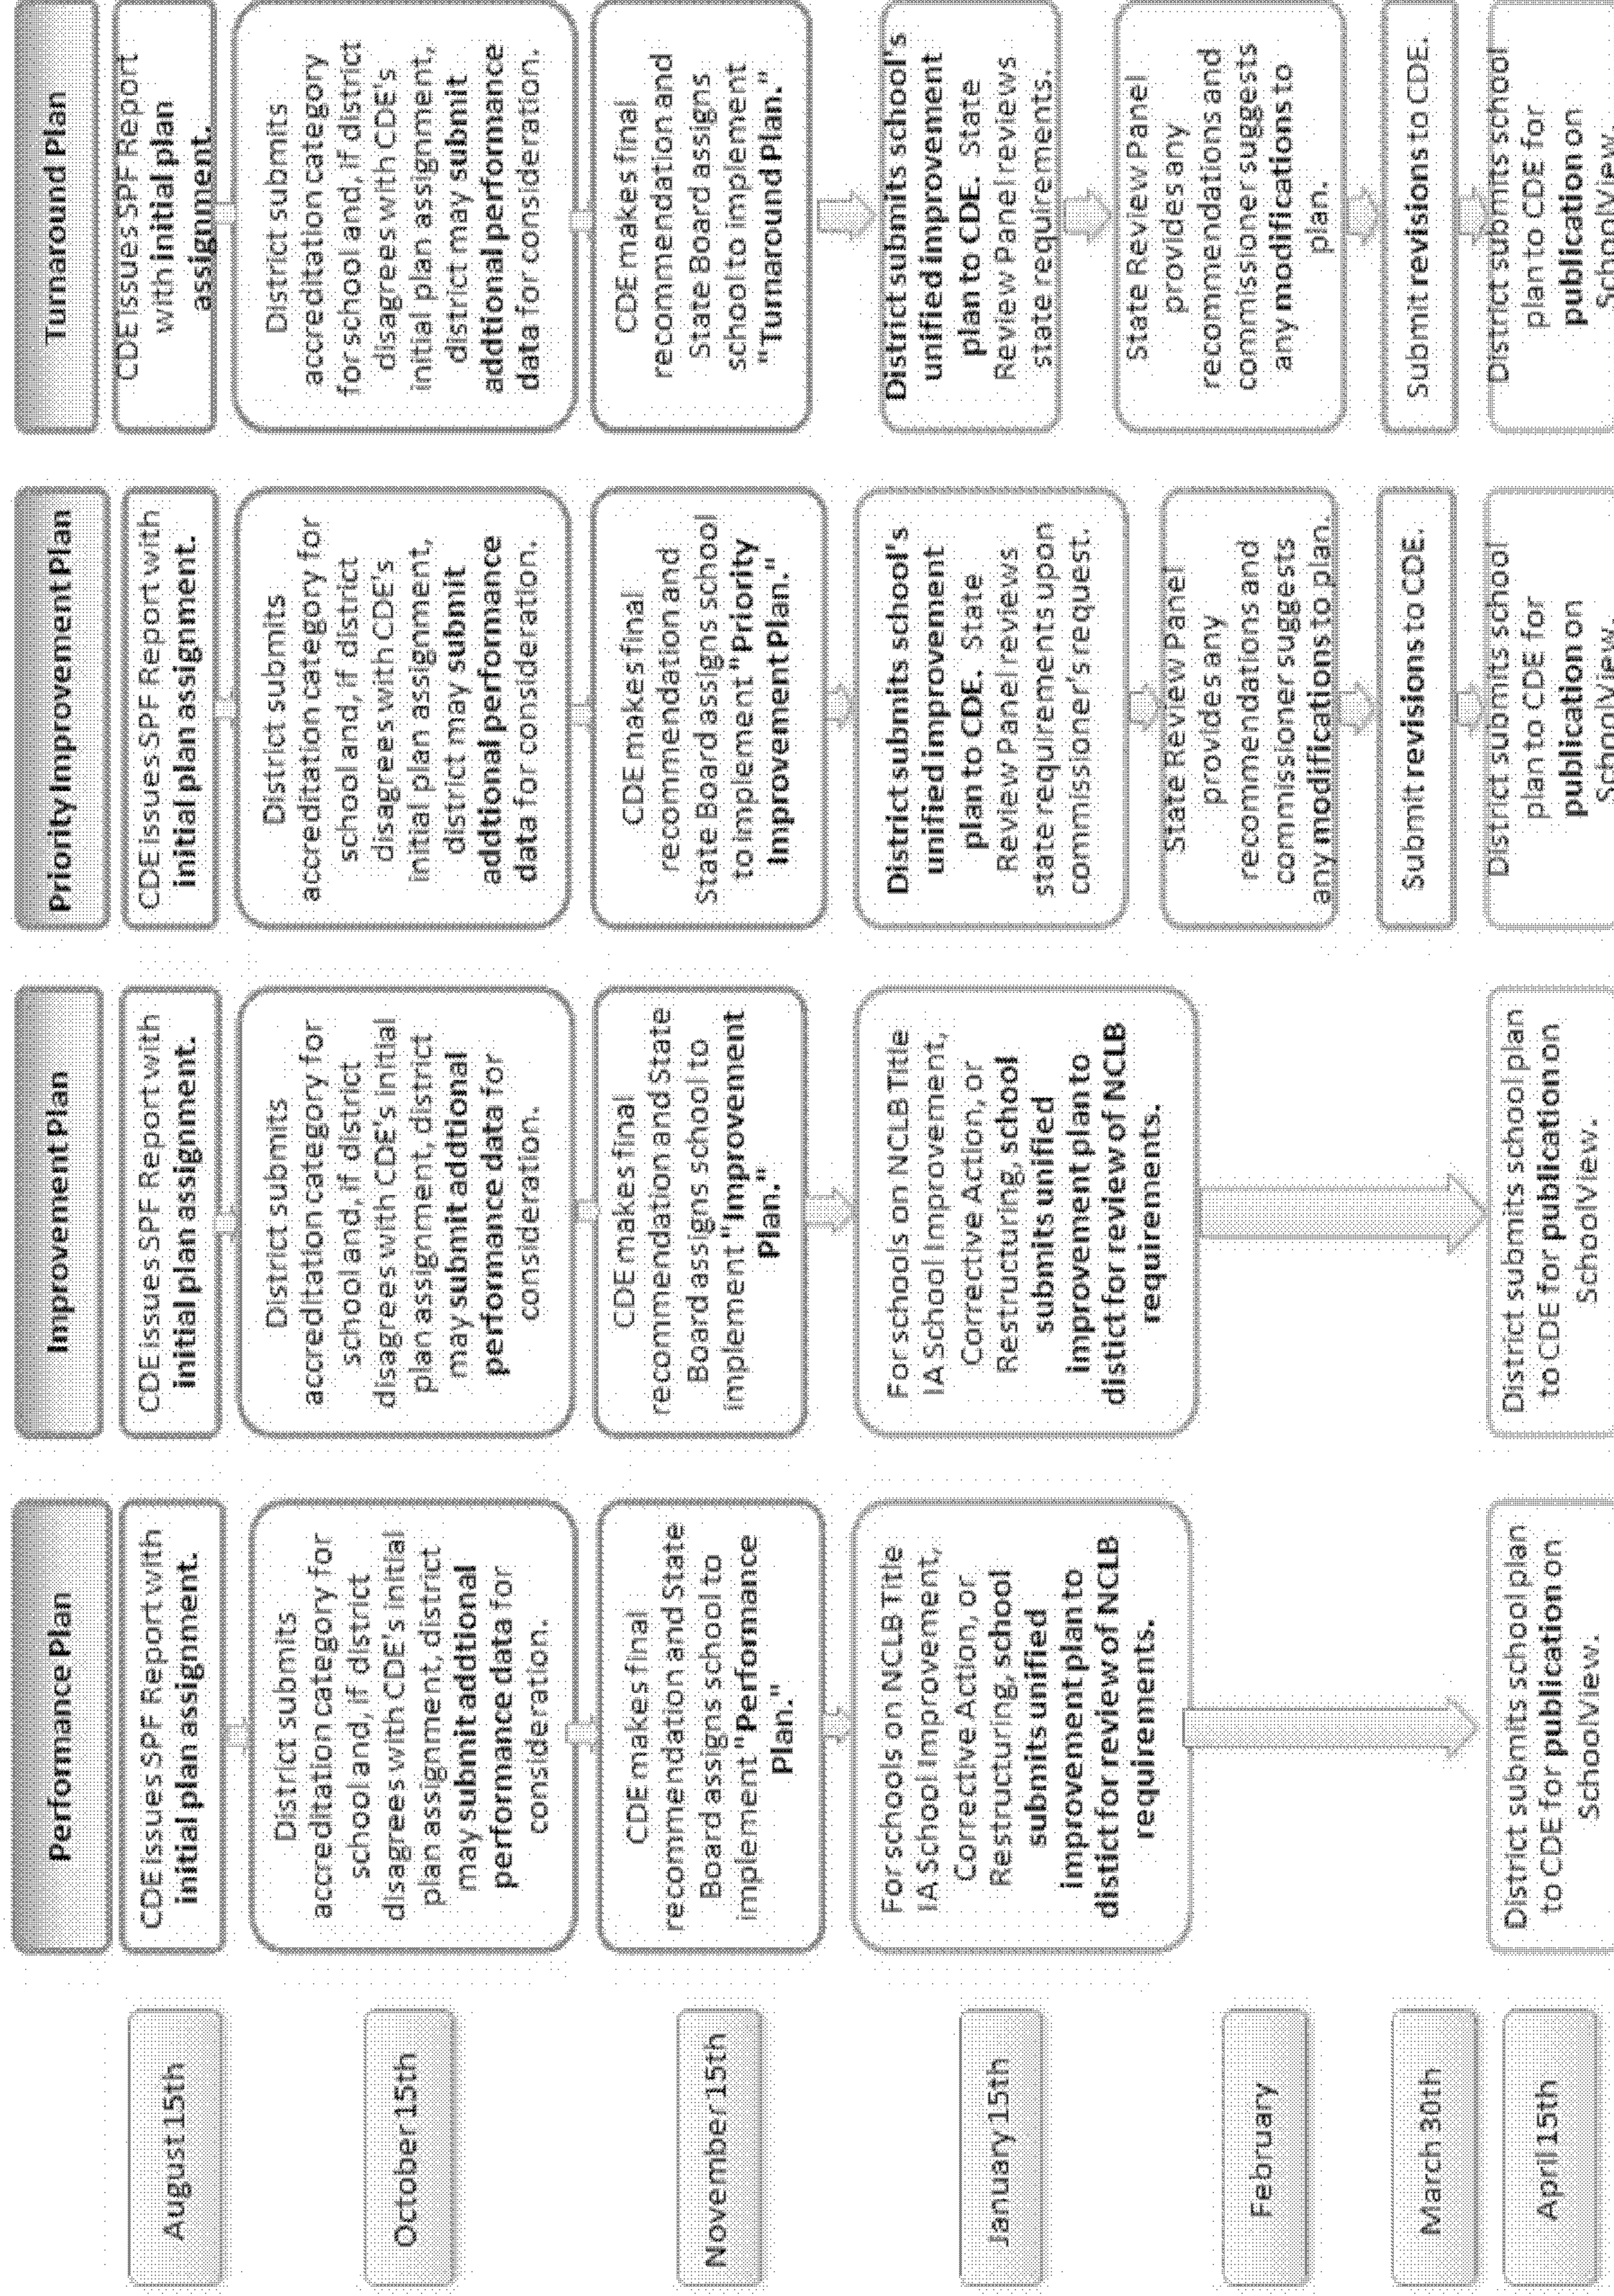 Performance Plan
Improvement Plan
Priority Improvement Plan
Turnaround Plan
August 15th
CDE issues SPF Report with
initial plan assignment.
CDE issues SPF Report with
initial plan assignment.
CDE issues SPF Report with
initial plan assignment.
CDE issues SPF Report
with initial plan
assignment.
October 15th
District submits
accreditation category for
school and, if district
disagrees with CDE's initial
plan assignment, district
may submit addtional
performance data for
consideration.
District submits
accreditation category for
school and, if district
disagrees with CDE's initial
plan assignment, district
may submit addtional
performance data for
consideration.
District submits
accreditation category for
school and, if district
disagrees with CDE's
initial plan assignment,
district may submit
addtional performance
data for consideration.
District submits
accreditation category
for school and, if district
disagrees with CDE's
initial plan assignment,
district may submit
addtional performance
data for consideration.
November 15th
CDE makes final
recommendation and State
Board assigns school to
implement "Performance
Plan."
CDE makes final
recommendation and State
Board assigns school to
implement "Improvement
Plan."
CDE makes final
recommendation and
State Board assigns school
to implement "Priority
Improvement Plan."
CDE makes final
recommendation and
State Board assigns
school to implement
"Turnaround Plan."
January 15th
For schools on NCLB Title
IA School Improvement,
Corrective Action, or
Restructuring, school
submits unified
improvement plan to
distict for review of NCLB
requirements.
For schools on NCLB Title
IA School Improvement,
Corrective Action, or
Restructuring, school
submits unified
improvement plan to
distict for review of NCLB
requirements.
District submits school's
unified improvement
plan to CDE. State
Review Panel reviews
state requirements upon
commissioner's request.
District submits school's
unified improvement
plan to CDE. State
Review Panel reviews
state requirements.
February
State Review Panel
provides any
recommendations and
commissioner suggests
any modifications to plan.
State Review Panel
provides any
recommendations and
commissioner suggests
any modifications to
plan.
March 30th
Submit revisions to CDE.
Submit revisions to CDE.
April 15th
District submits school plan
to CDE for publication on
SchoolView.
District submits school plan
to CDE for publication on
SchoolView.
District submits school
plan to CDE for
publication on
SchoolView.
District submits school
plan to CDE for
publication on
SchoolView.